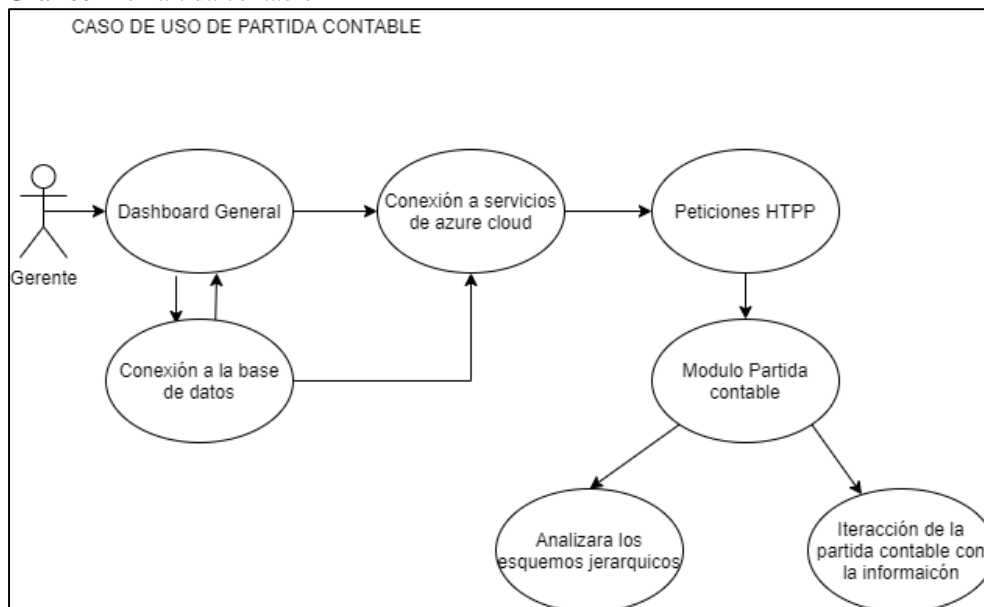 CASO DE USO DE PARTIDA CONTABLE
Dashboard General
Conexión a servicios
de azure cloud
Peticiones HTPP
Gerente
Conexión a la base
de datos
Modulo Partida
contable
Analizara los
esquemos jerarquicos
Iteracción de la
partida contable con
la informaicón